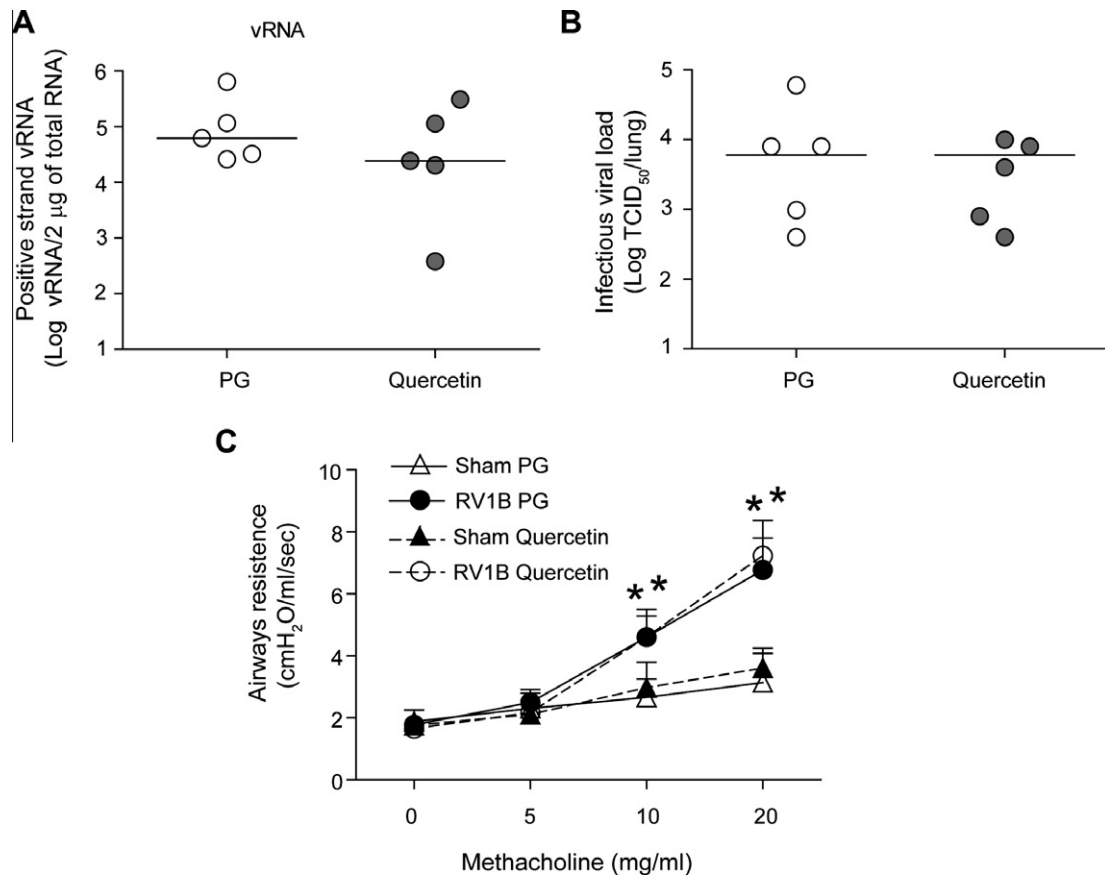 A
vRNA
Positive strand vRNA
(Log vRNA/2 µg of total RNA)
6
5
4
3
2
1
PG
Quercetin
B
Infectious viral load
(Log TCID50/lung)
5
4
3
2
1
PG
Quercetin
C
Sham PG
RV1B PG
Sham Quercetin
RV1B Quercetin
* *
* *
Airways resistence
(cmH2O/ml/sec)
10
8
6
4
2
0
0
5
10
20
Methacholine (mg/ml)